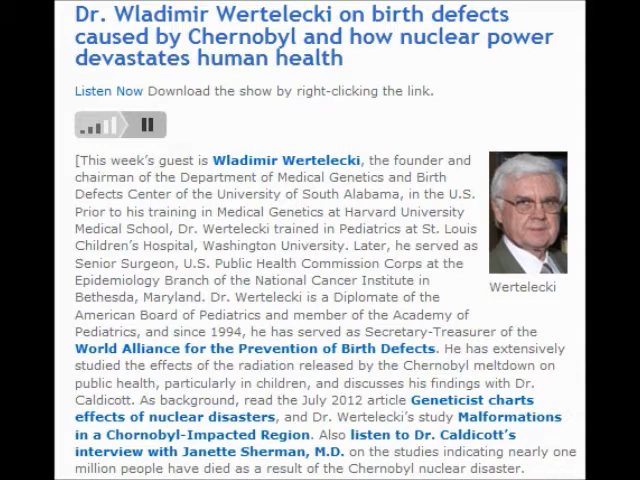 Dr. Wladimir Wertelecki on birth defects
caused by Chernobyl and how nuclear power
devastates human health
Listen Now Download the show by right-clicking the link.
[This week's guest is Wladimir Wertelecki, the founder and
chairman of the Department of Medical Genetics and Birth
Defects Center of the University of South Alabama, in the U.S.
Prior to his training in Medical Genetics at Harvard University
Medical School, Dr. Wertelecki trained in Pediatrics at St. Louis
Children's Hospital, Washington University. Later, he served as
Senior Surgeon, U.S. Public Health Commission Corps at the
Epidemiology Branch of the National Cancer Institute in
Bethesda, Maryland. Dr. Wertelecki is a Diplomate of the
American Board of Pediatrics and member of the Academy of
Pediatrics, and since 1994, he has served as Secretary-Treasurer of the
World Alliance for the Prevention of Birth Defects. He has extensively
studied the effects of the radiation released by the Chernobyl meltdown on
public health, particularly in children, and discusses his findings with Dr.
Caldicott. As background, read the July 2012 article Geneticist charts
effects of nuclear disasters, and Dr. Wertelecki's study Malformations
in a Chornobyl-Impacted Region. Also listen to Dr. Caldicott's
interview with Janette Sherman, M.D. on the studies indicating nearly one
million people have died as a result of the Chernobyl nuclear disaster.
Wertelecki